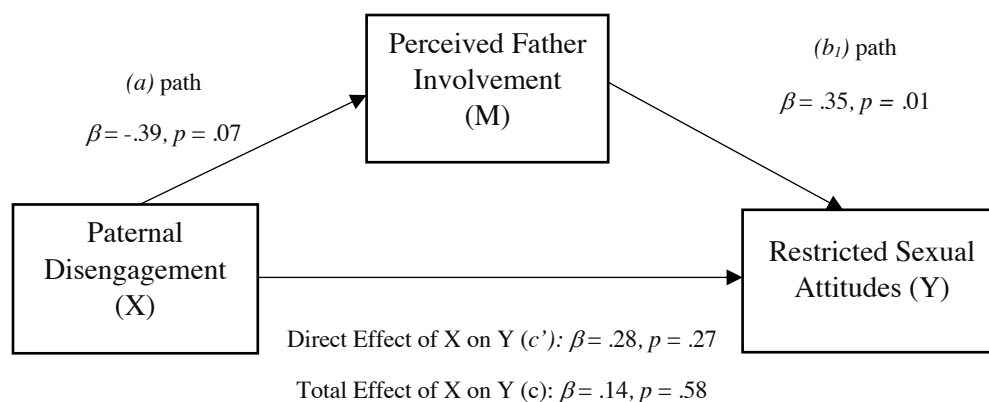 Perceived Father
Involvement
(M)
(a) path
β = -.39, p = .07
(b₁) path
β = .35, p = .01
Paternal
Disengagement
(X)
Restricted Sexual
Attitudes (Y)
Direct Effect of X on Y (c’): β = .28, p = .27
Total Effect of X on Y (c): β = .14, p = .58